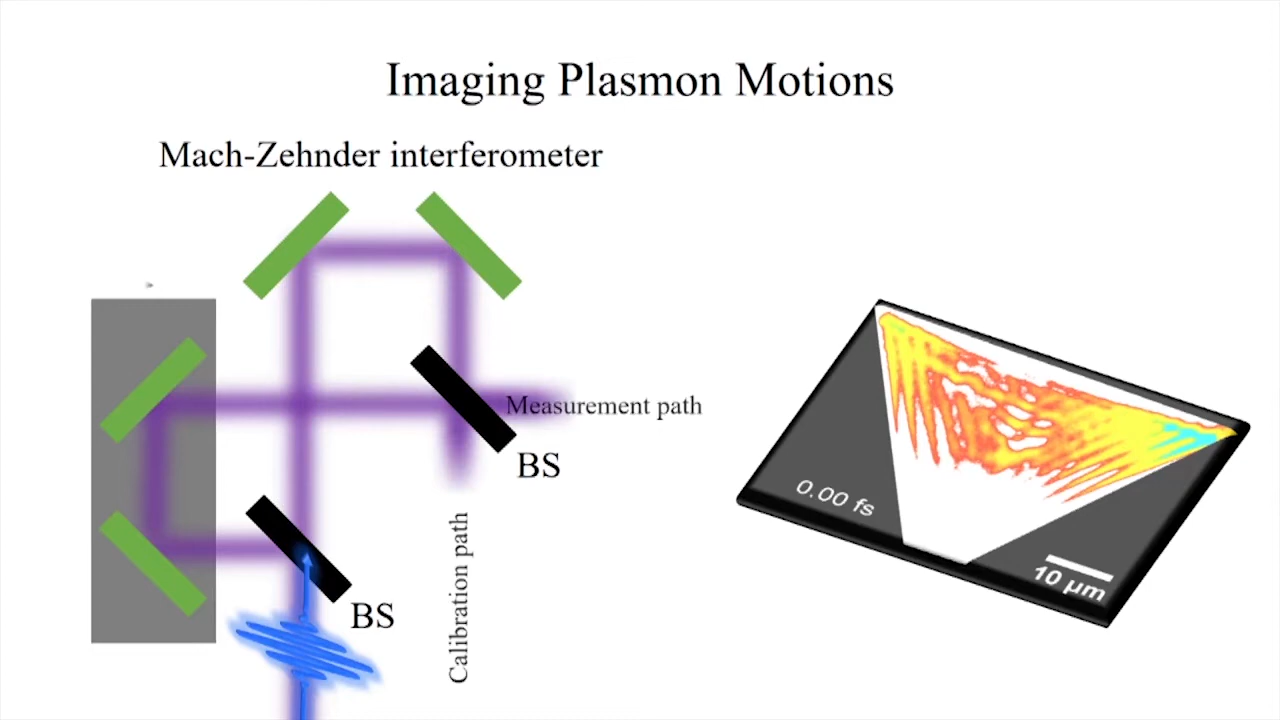 Imaging Plasmon Motions
Mach-Zehnder interferometer
Measurement path
BS
BS
Calibration path
0.00 fs
10 μm